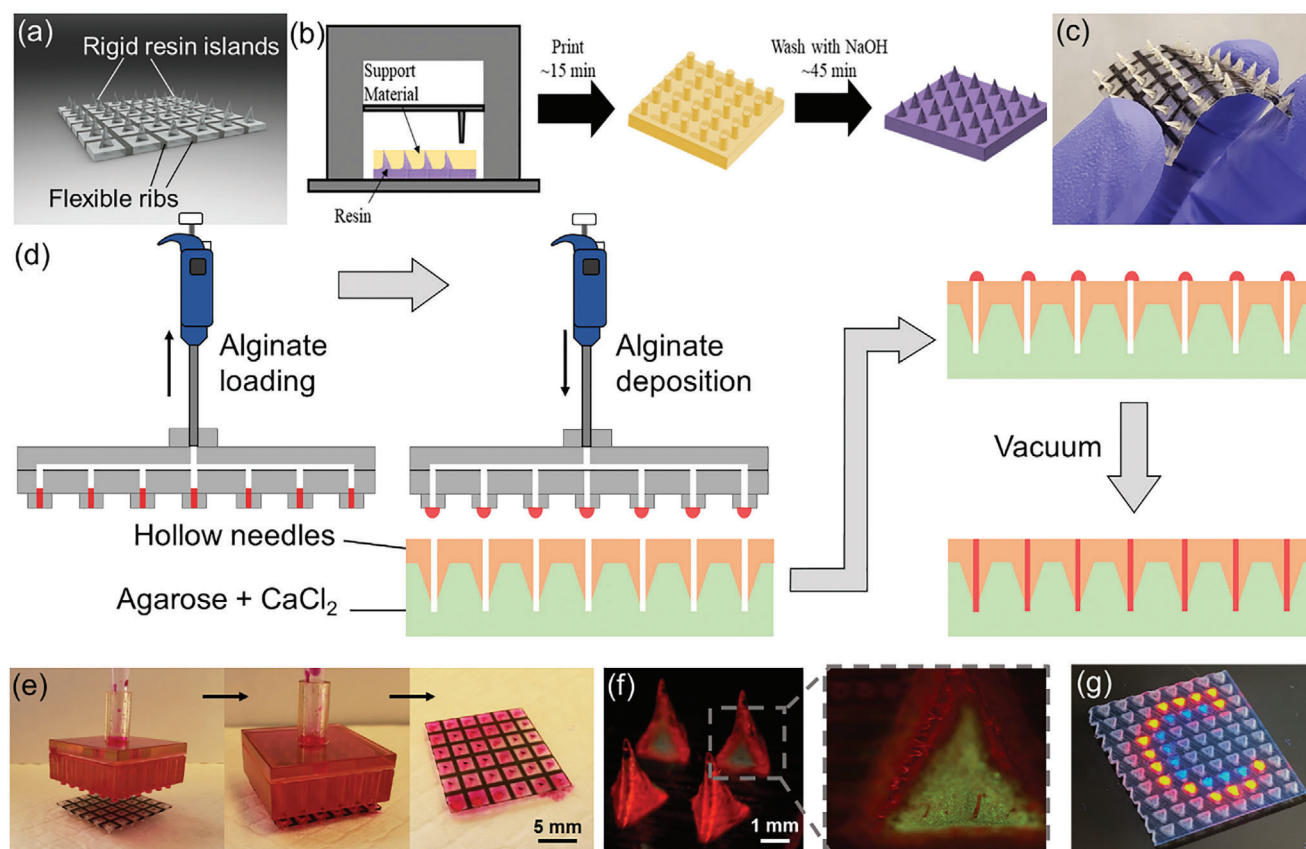 (a)
Rigid resin islands
Flexible ribs
(b)
Support
Material
Resin
Print
~15 min
Wash with NaOH
~45 min
(c)
(d)
Alginate
loading
Alginate
deposition
Hollow needles
Agarose + CaCl₂
Vacuum
(e)
5 mm
(f)
1 mm
(g)